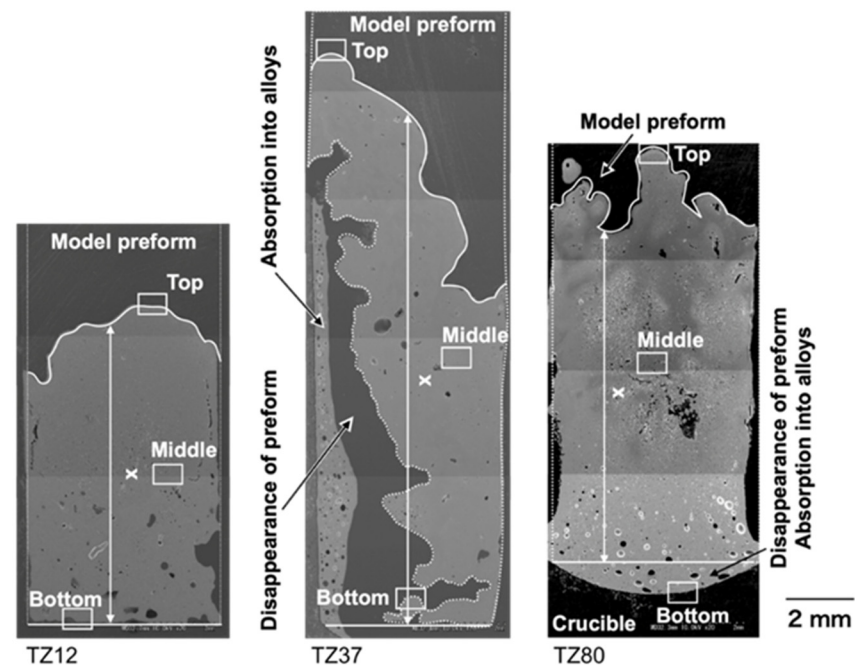 Model preform
Top
Middle
Bottom
TZ12
Absorption into alloys
Disappearance of preform
Model preform
Top
Middle
Bottom
TZ37
Model preform
Top
Middle
Disappearance of preform
Absorption into alloys
Crucible
Bottom
2 mm
TZ80